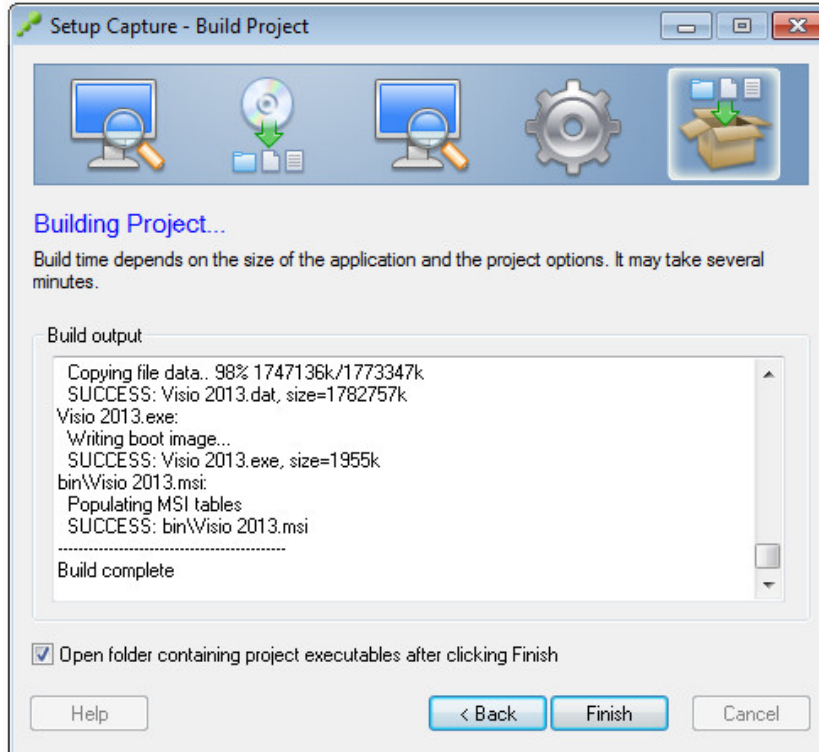 Setup Capture - Build Project
Building Project...
Build time depends on the size of the application and the project options. It may take several
minutes.
Build output
Copying file data.. 98% 1747136k/1773347k
SUCCESS: Visio 2013.dat, size=1782757k
Visio 2013.exe:
Writing boot image...
SUCCESS: Visio 2013.exe, size=1955k
bin\Visio 2013.msi:
Populating MSI tables
SUCCESS: bin\Visio 2013.msi
--------------------------------------------
Build complete
Open folder containing project executables after clicking Finish
Help
< Back
Finish
Cancel